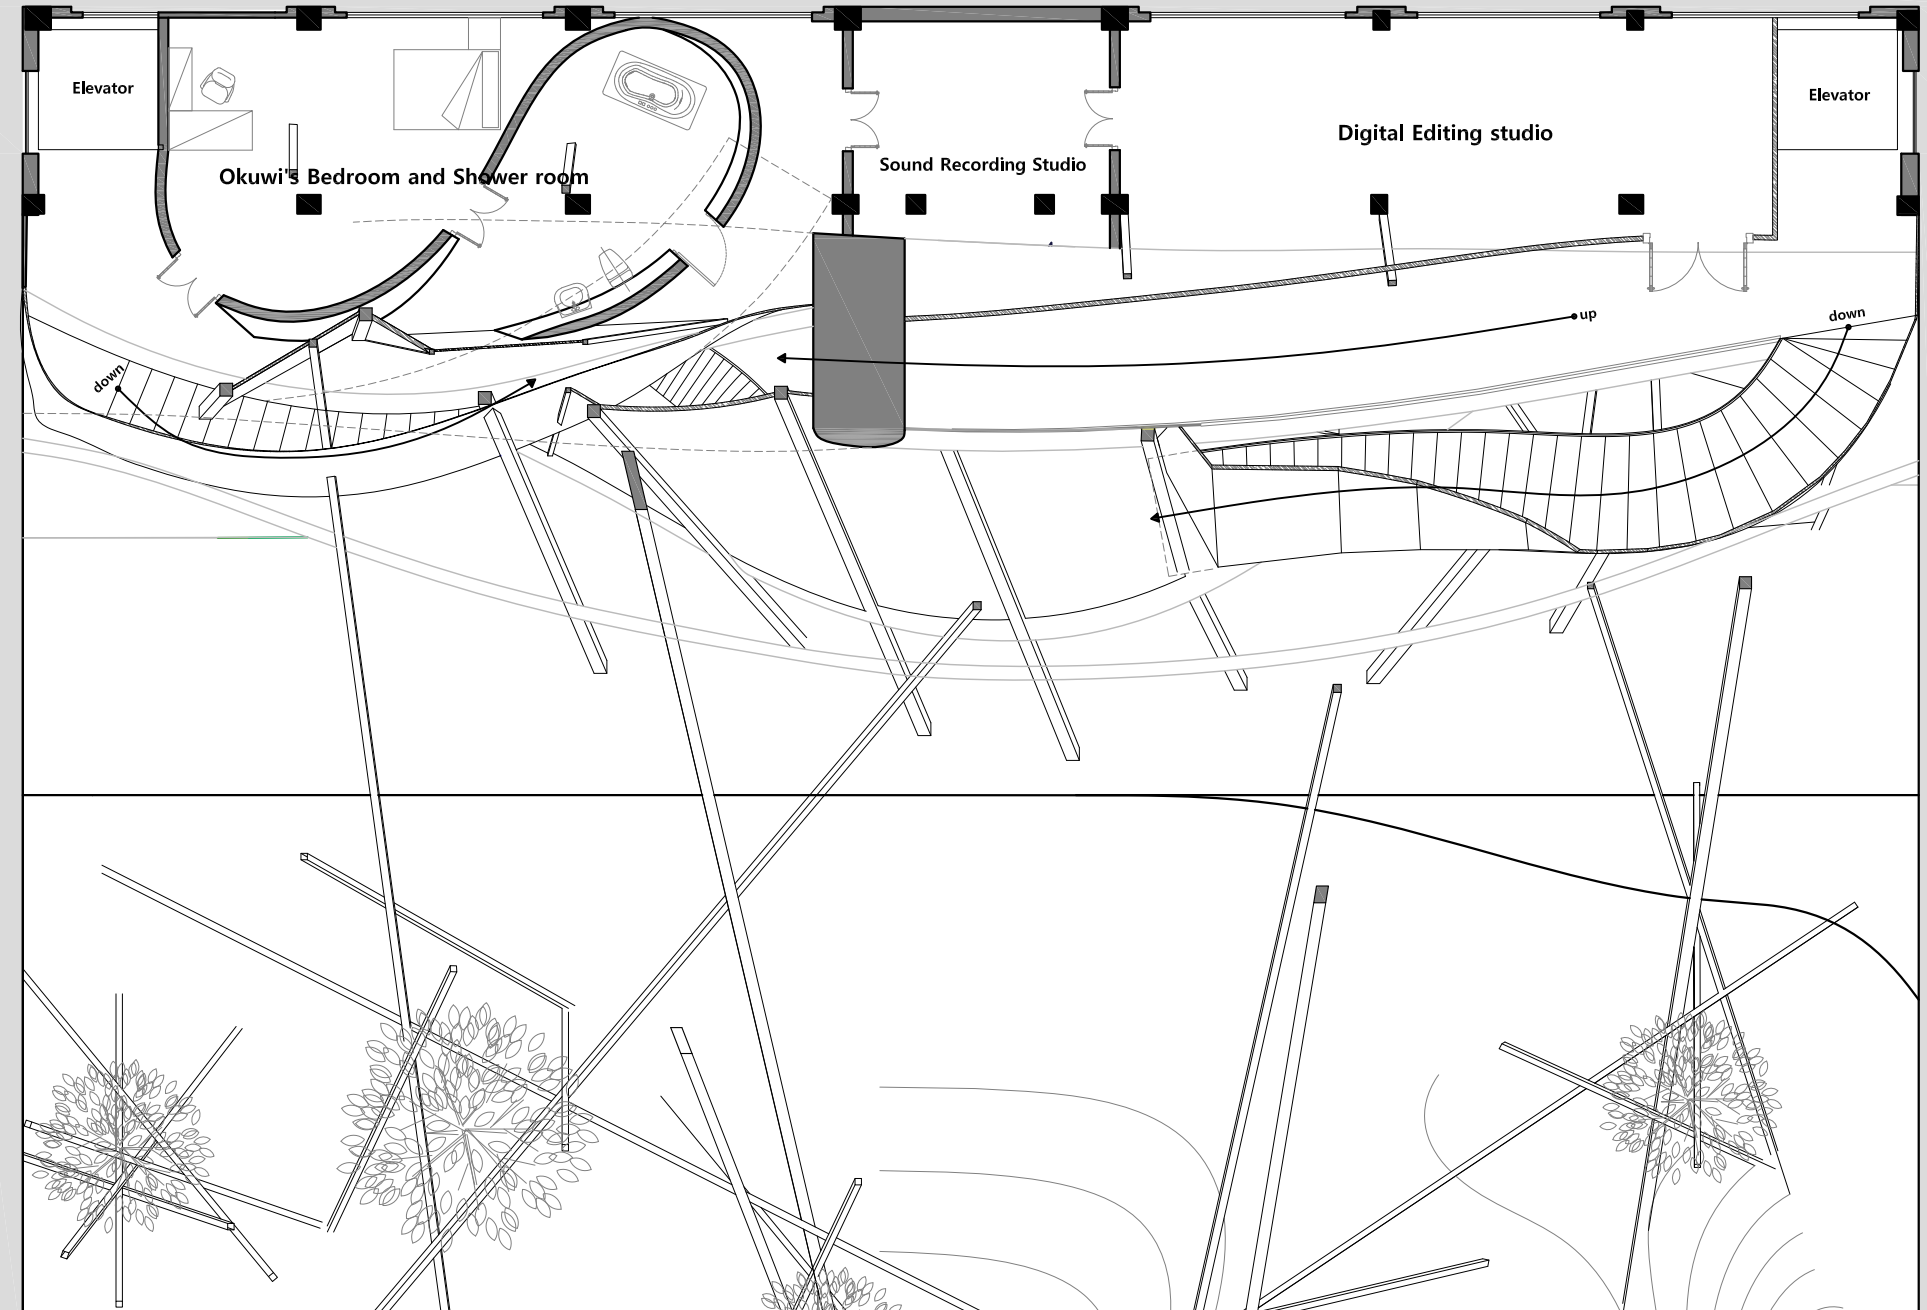 Elevator
Elevator
Digital Editing studio
Sound Recording Studio
Okuwi's Bedroom and Shower room
up
down
down